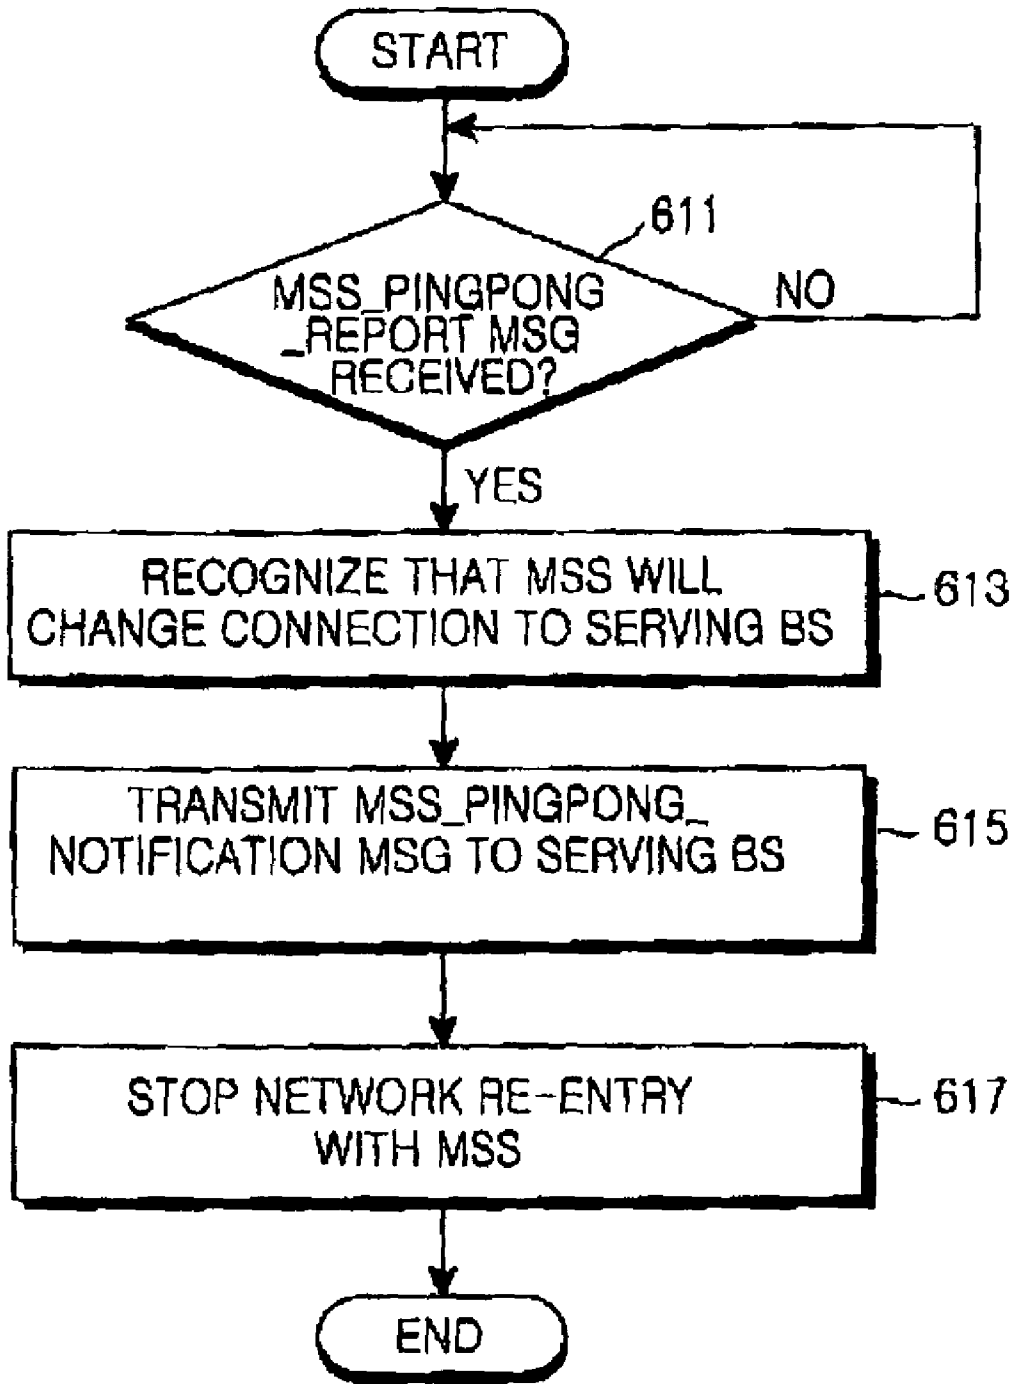 START
611
MSS_PINGPONG
_REPORT MSG
RECEIVED?
NO
YES
RECOGNIZE THAT MSS WILL
CHANGE CONNECTION TO SERVING BS
613
TRANSMIT MSS_PINGPONG_
NOTIFICATION MSG TO SERVING BS
615
STOP NETWORK RE-ENTRY
WITH MSS
617
END